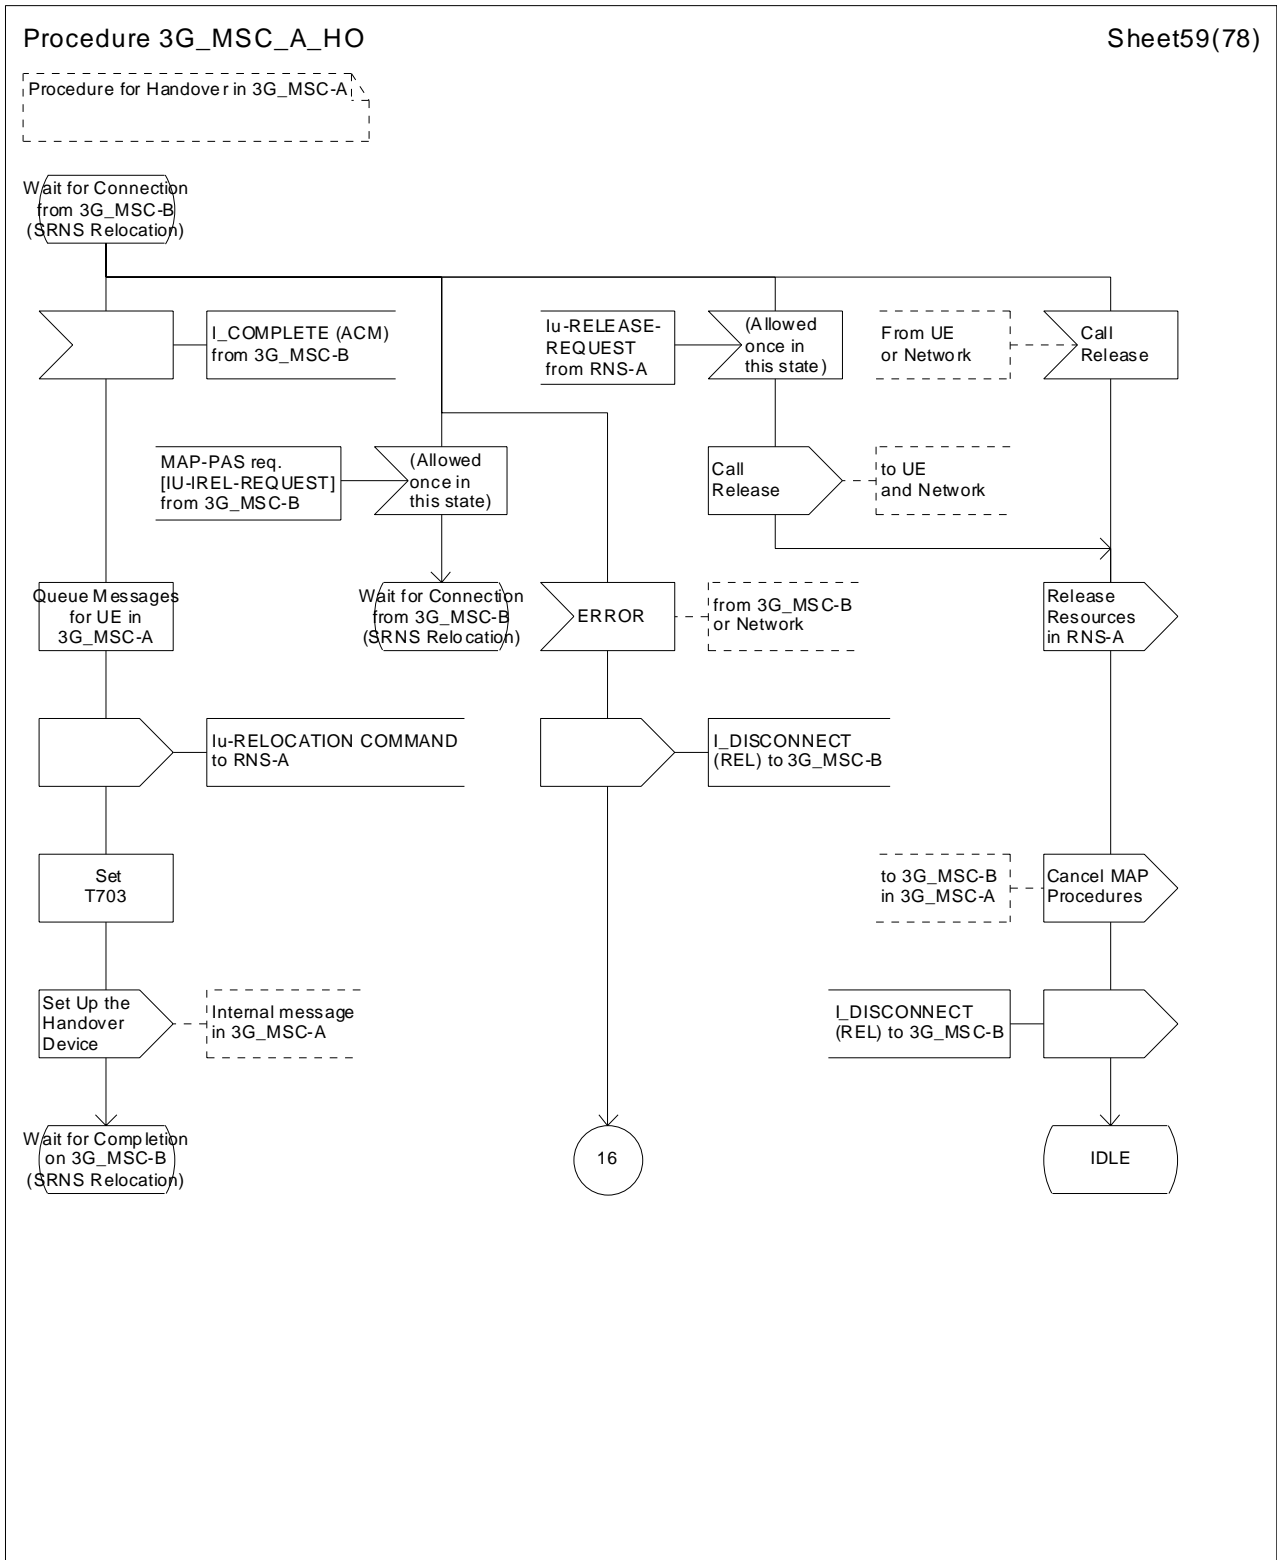 Procedure 3G_MSC_A_HO
Sheet59(78)
Procedure for Handover in 3G_MSC-A
Wait for Connection
from 3G_MSC-B
(SRNS Relocation)
I_COMPLETE (ACM)
from 3G_MSC-B
Iu-RELEASE-
REQUEST
from RNS-A
(Allowed
once in
this state)
From UE
or Network
Call
Release
MAP-PAS req.
[IU-IREL-REQUEST]
from 3G_MSC-B
(Allowed
once in
this state)
Call
Release
to UE
and Network
Queue Messages
for UE in
3G_MSC-A
Wait for Connection
from 3G_MSC-B
(SRNS Relocation)
ERROR
from 3G_MSC-B
or Network
Release
Resources
in RNS-A
Iu-RELOCATION COMMAND
to RNS-A
I_DISCONNECT
(REL) to 3G_MSC-B
Set
T703
to 3G_MSC-B
in 3G_MSC-A
Cancel MAP
Procedures
Set Up the
Handover
Device
Internal message
in 3G_MSC-A
I_DISCONNECT
(REL) to 3G_MSC-B
Wait for Completion
on 3G_MSC-B
(SRNS Relocation)
16
IDLE